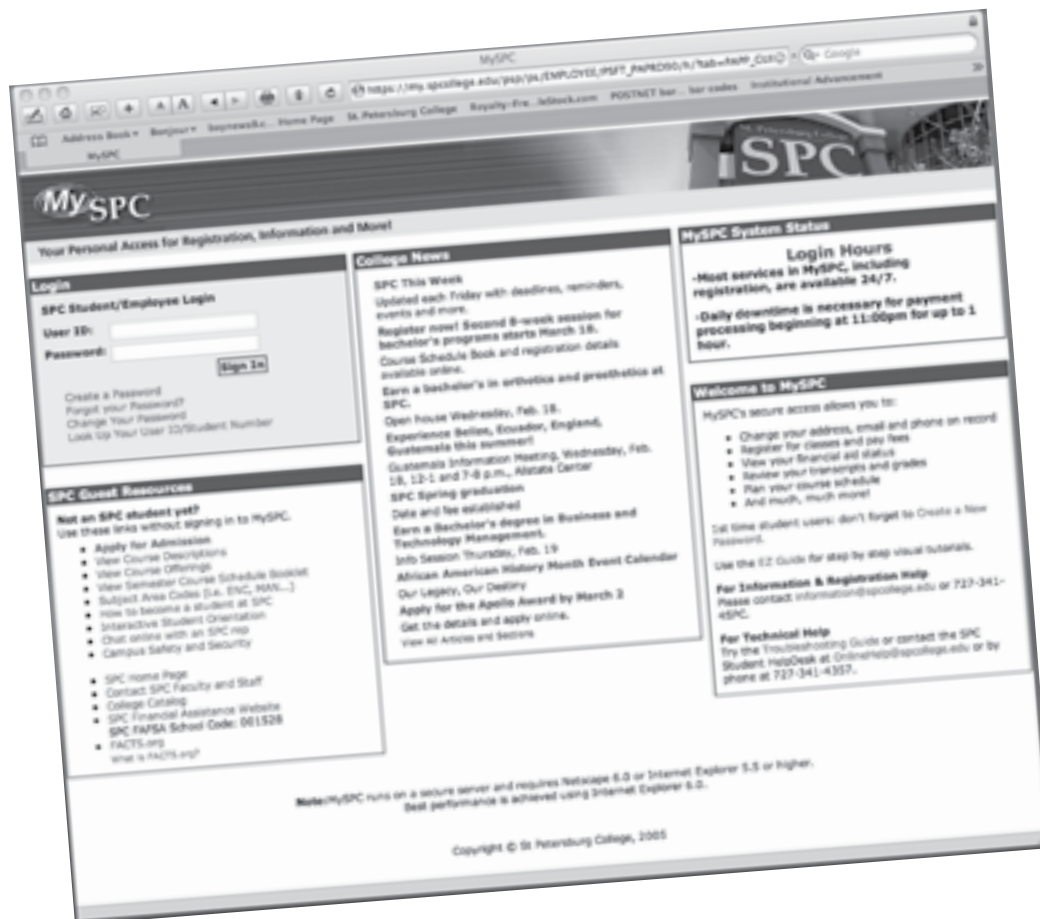 MySPC
Google
Address Book Bonjour Home Page St. Petersburg College POSTNET bar... bar codes Institutional Advancement
MySPC
St. Petersburg College
SPC
My SPC
Your Personal Access for Registration, Information and More!
Login
SPC Student/Employee Login
User ID:
Password:
Sign In
Create a Password
Forgot your Password?
Change Your Password
Look Up Your User ID/Student Number
SPC Guest Resources
Not an SPC student yet?
Use these links without signing in to MySPC.
Apply for Admission
View Course Descriptions
View Course Offerings
View Semester Course Schedule Booklet
Subject Area Codes [i.e. ENC, MAN...]
How to become a student at SPC
Interactive Student Orientation
Chat online with an SPC rep
Campus Safety and Security
SPC Home Page
Contact SPC Faculty and Staff
College Catalog
SPC Financial Assistance Website
SPC FAFSA School Code: 001528
FACTS.org
What is FACTS.org?
College News
SPC This Week
Updated each Friday with deadlines, reminders,
events and more.
Register now! Second 8-week session for
bachelor's programs starts March 18.
Course Schedule Book and registration details
available online.
Earn a bachelor's in orthotics and prosthetics at
SPC.
Open house Wednesday, Feb. 18.
Experience Belize, Ecuador, England,
Guatemala this summer!
Guatemala Information Meeting, Wednesday, Feb.
18, 12-1 and 7-8 p.m., Allstate Center
SPC Spring graduation
Date and fee established
Earn a Bachelor's degree in Business and
Technology Management.
Info Session Thursday, Feb. 19
African American History Month Event Calendar
Our Legacy, Our Destiny
Apply for the Apollo Award by March 2
Get the details and apply online.
View All Articles and Sections
MySPC System Status
Login Hours
-Most services in MySPC, including
registration, are available 24/7.
-Daily downtime is necessary for payment
processing beginning at 11:00pm for up to 1
hour.
Welcome to MySPC
MySPC's secure access allows you to:
Change your address, email and phone on record
Register for classes and pay fees
View your financial aid status
Review your transcripts and grades
Plan your course schedule
And much, much more!
1st time student users: don't forget to Create a New
Password.
Use the EZ Guide for step by step visual tutorials.
For Information & Registration Help
Please contact information@spcollege.edu or 727-341-
4SPC.
For Technical Help
Try the Troubleshooting Guide or contact the SPC
Student HelpDesk at OnlineHelp@spcollege.edu or by
phone at 727-341-4357.
Note:MySPC runs on a secure server and requires Netscape 6.0 or Internet Explorer 5.5 or higher.
Best performance is achieved using Internet Explorer 6.0.
Copyright © St Petersburg College, 2005